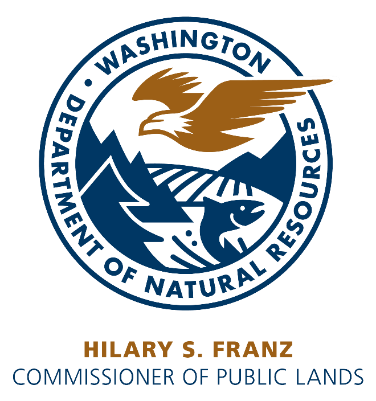 WASHINGTON
DEPARTMENT OF NATURAL RESOURCES
HILARY S. FRANZ
COMMISSIONER OF PUBLIC LANDS